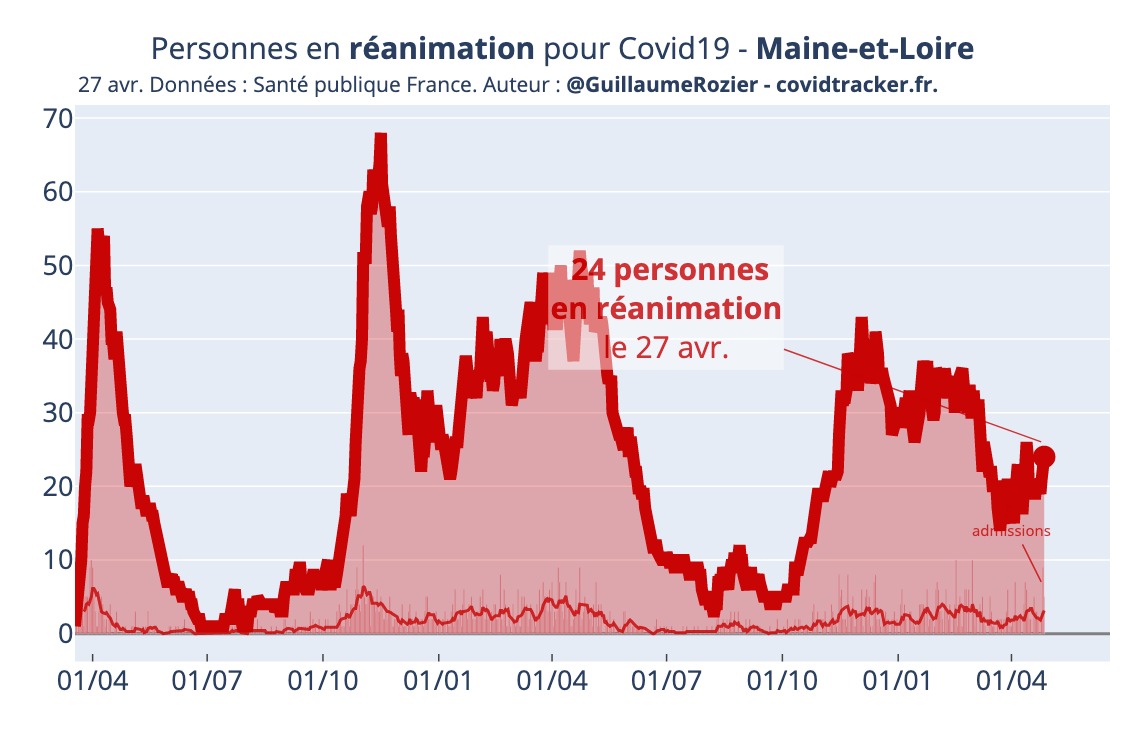 Personnes en réanimation pour Covid19 - Maine-et-Loire
27 avr. Données : Santé publique France. Auteur : @GuillaumeRozier - covidtracker.fr.
70
60
50
40
30
20
10
0
24 personnes
en réanimation
le 27 avr.
admissions
01/04 01/07 01/10 01/01 01/04 01/07 01/10 01/01 01/04